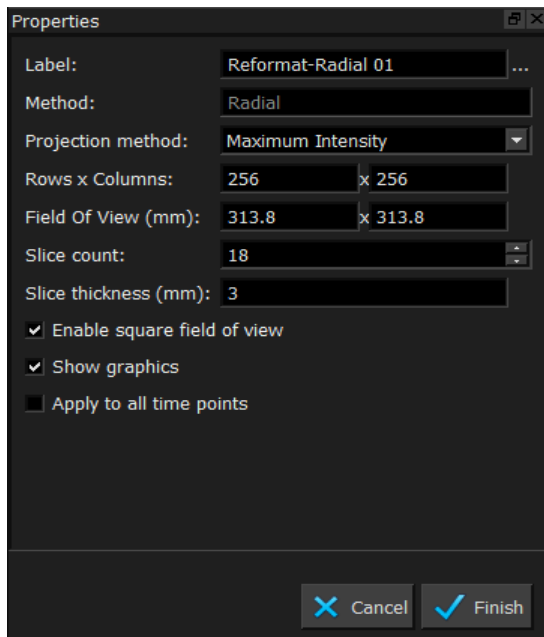 Properties
Label: Reformat-Radial 01 ...
Method: Radial
Projection method: Maximum Intensity
Rows x Columns: 256 x 256
Field Of View (mm): 313.8 x 313.8
Slice count: 18
Slice thickness (mm): 3
Enable square field of view
Show graphics
Apply to all time points
Cancel Finish